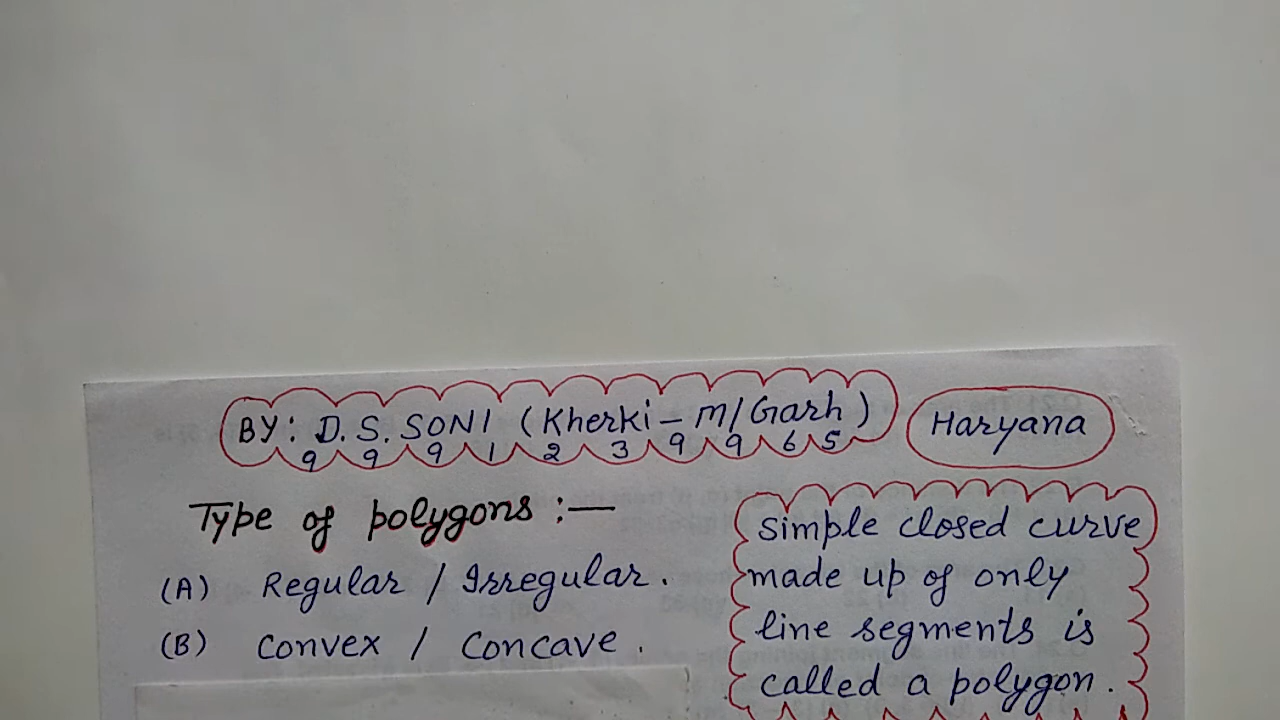 BY: D. S. SONI (Kherki - M/Garh)
9 9 9 1 2 3 9 9 6 5
Haryana
Type of polygons :—
(A) Regular / Irregular.
(B) Convex / Concave.
simple closed curve
made up of only
line segments is
called a polygon.